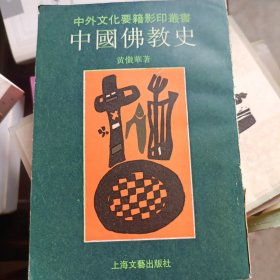 中外文化要籍影印叢書
中國佛教史
黄懺華著
上海文藝出版社